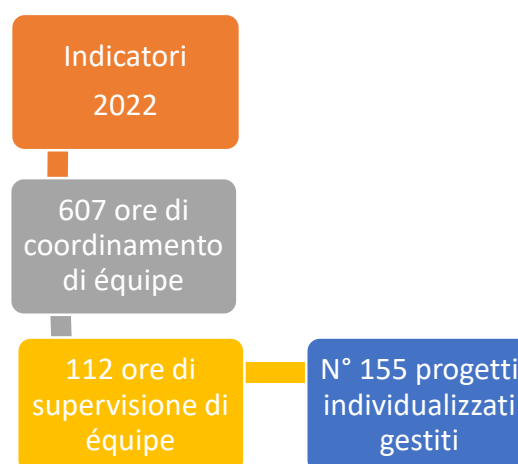 Indicatori
2022
607 ore di
coordinamento
di équipe
112 ore di
supervisione di
équipe
N° 155 progetti
individualizzati
gestiti